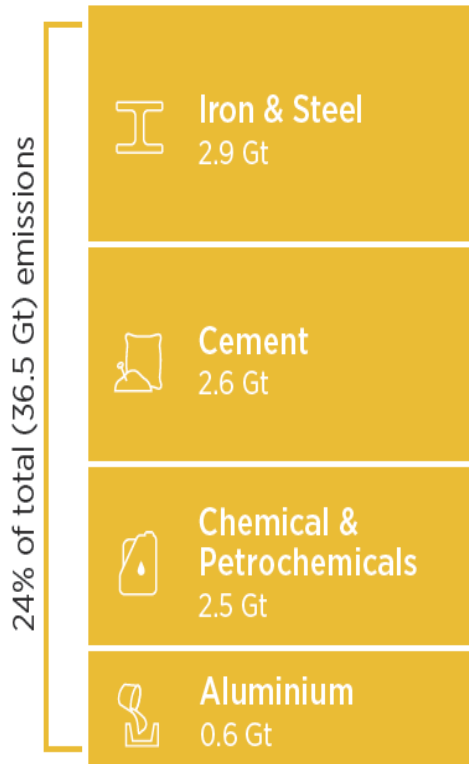 24% of total (36.5 Gt) emissions
Iron & Steel
2.9 Gt
Cement
2.6 Gt
Chemical &
Petrochemicals
2.5 Gt
Aluminium
0.6 Gt